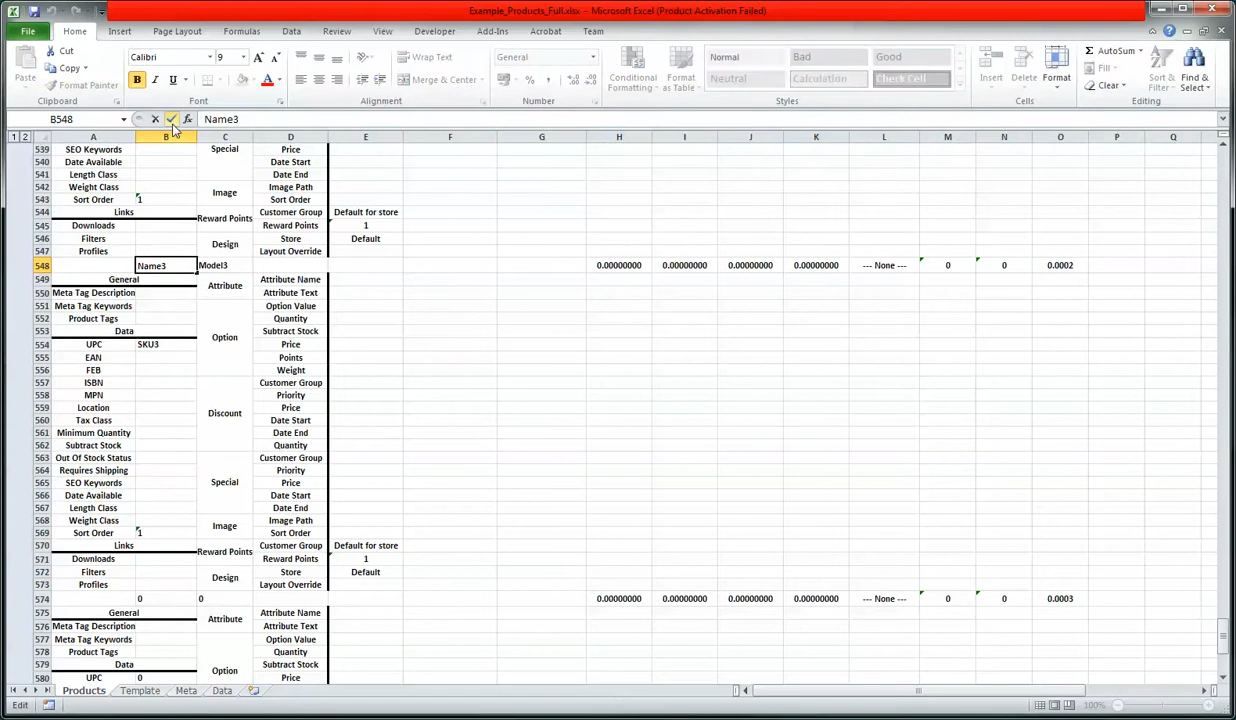 Example_Products_Full.xlsx - Microsoft Excel (Product Activation Failed)
File Home Insert Page Layout Formulas Data Review View Developer Add-Ins Acrobat Team
Cut Calibri 9 Wrap Text General Normal Bad Good AutoSum
Copy Fill
Paste Format Painter Merge & Center Conditional Formatting Format as Table Neutral Calculation Check Cell Insert Delete Format Clear Sort & Filter Find & Select
Clipboard Font Alignment Number Styles Cells Editing
B548 Name3
1 2 A B C D E F G H I J K L M N O P Q
539 SEO Keywords Special Price
540 Date Available Date Start
541 Length Class Date End
542 Weight Class Image Image Path
543 Sort Order 1 Sort Order
544 Links Reward Points Customer Group Default for store
545 Downloads Reward Points 1
546 Filters Design Store Default
547 Profiles Layout Override
548 Name3 Model3 0.00000000 0.00000000 0.00000000 0.00000000 --- None --- 0 0 0.0002
549 General Attribute Attribute Name
550 Meta Tag Description Attribute Text
551 Meta Tag Keywords Option Option Value
552 Product Tags Quantity
553 Data Subtract Stock
554 UPC SKU3 Price
555 EAN Points
556 FEB Weight
557 ISBN Discount Customer Group
558 MPN Priority
559 Location Price
560 Tax Class Date Start
561 Minimum Quantity Date End
562 Subtract Stock Quantity
563 Out Of Stock Status Special Customer Group
564 Requires Shipping Priority
565 SEO Keywords Price
566 Date Available Date Start
567 Length Class Date End
568 Weight Class Image Image Path
569 Sort Order 1 Sort Order
570 Links Reward Points Customer Group Default for store
571 Downloads Reward Points 1
572 Filters Design Store Default
573 Profiles Layout Override
574 0 0 0.00000000 0.00000000 0.00000000 0.00000000 --- None --- 0 0 0.0003
575 General Attribute Attribute Name
576 Meta Tag Description Attribute Text
577 Meta Tag Keywords Option Option Value
578 Product Tags Quantity
579 Data Subtract Stock
580 UPC 0 Price
Products Template Meta Data
Edit 100%